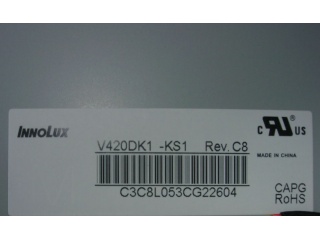 INNOLUX
V420DK1 -KS1 Rev. C8
C US
MADE IN CHINA
C3C8L053CG22604
CAPG
RoHS